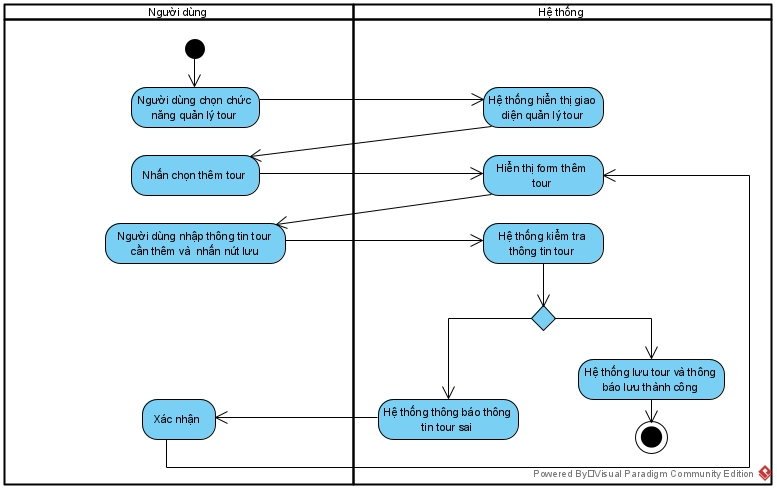 Người dùng
Hệ thống
Người dùng chọn chức
năng quản lý tour
Hệ thống hiển thị giao
diện quản lý tour
Nhấn chọn thêm tour
Hiển thị form thêm
tour
Người dùng nhập thông tin tour
cần thêm và nhấn nút lưu
Hệ thống kiểm tra
thông tin tour
Hệ thống lưu tour và thông
báo lưu thành công
Xác nhận
Hệ thống thông báo thông
tin tour sai
Powered By Visual Paradigm Community Edition